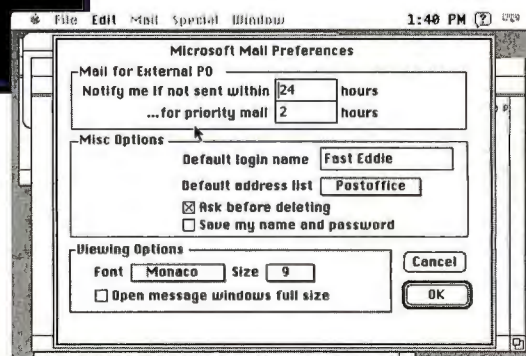 File Edit Mail Special Window 1:40 PM
Microsoft Mail Preferences
Mail for External PO
Notify me if not sent within 24 hours
...for priority mail 2 hours
Misc Options
Default login name Fast Eddie
Default address list Postoffice
Ask before deleting
Save my name and password
Viewing Options
Font Monaco Size 9
Open message windows full size
Cancel
OK